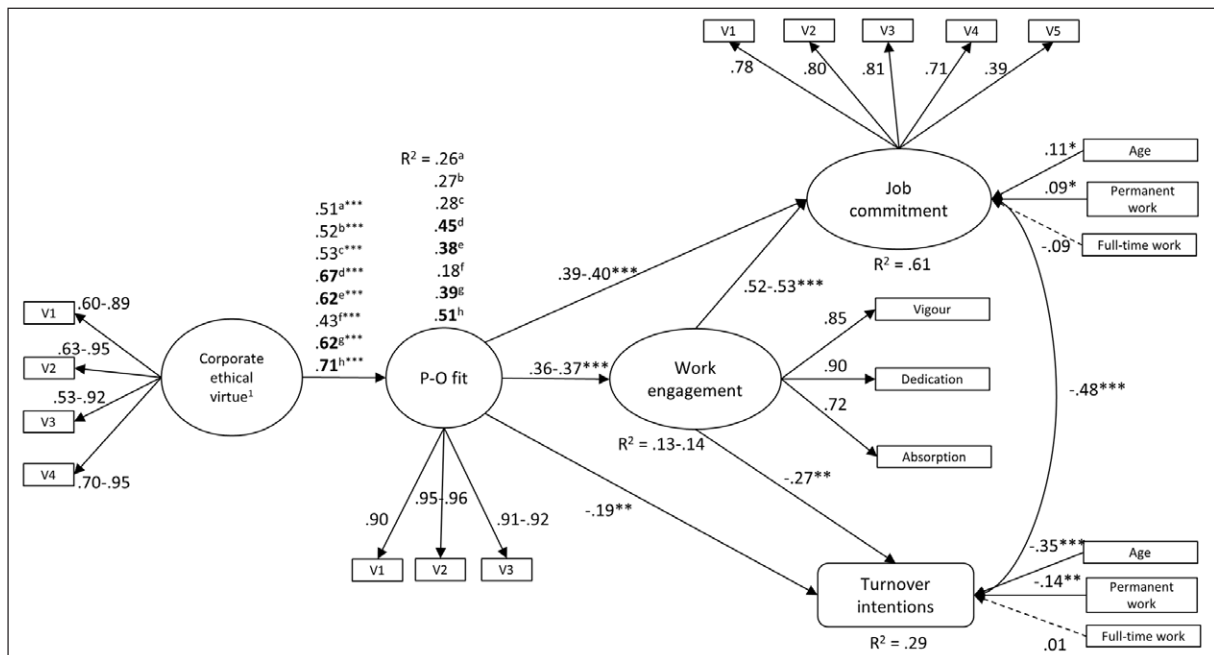 V1
V2
V3
V4
V5
.78
.80
.81
.71
.39
R² = .26ᵃ
.27ᵇ
.28ᶜ
.45ᵈ
.38ᵉ
.18ᶠ
.39ᵍ
.51ʰ
.51ᵃ***
.52ᵇ***
.53ᶜ***
.67ᵈ***
.62ᵉ***
.43ᶠ***
.62ᵍ***
.71ʰ***
Job
commitment
R² = .61
.11*
Age
.09*
Permanent
work
-.09
Full-time work
.39-.40***
.52-.53***
V1
.60-.89
V2
.63-.95
V3
.53-.92
V4
.70-.95
Corporate
ethical
virtue¹
P-O fit
.36-.37***
Work
engagement
R² = .13-.14
.85
Vigour
.90
Dedication
.72
Absorption
-.48***
-.27**
-.19**
.90
.95-.96
.91-.92
V1
V2
V3
Turnover
intentions
R² = .29
-.35***
Age
-.14**
Permanent
work
.01
Full-time work